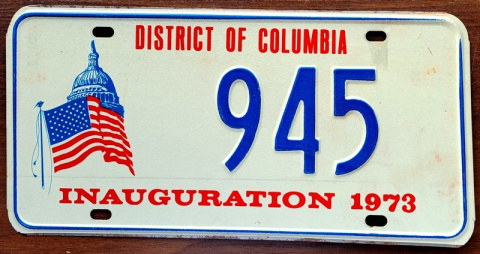 DISTRICT OF COLUMBIA
945
INAUGURATION 1973